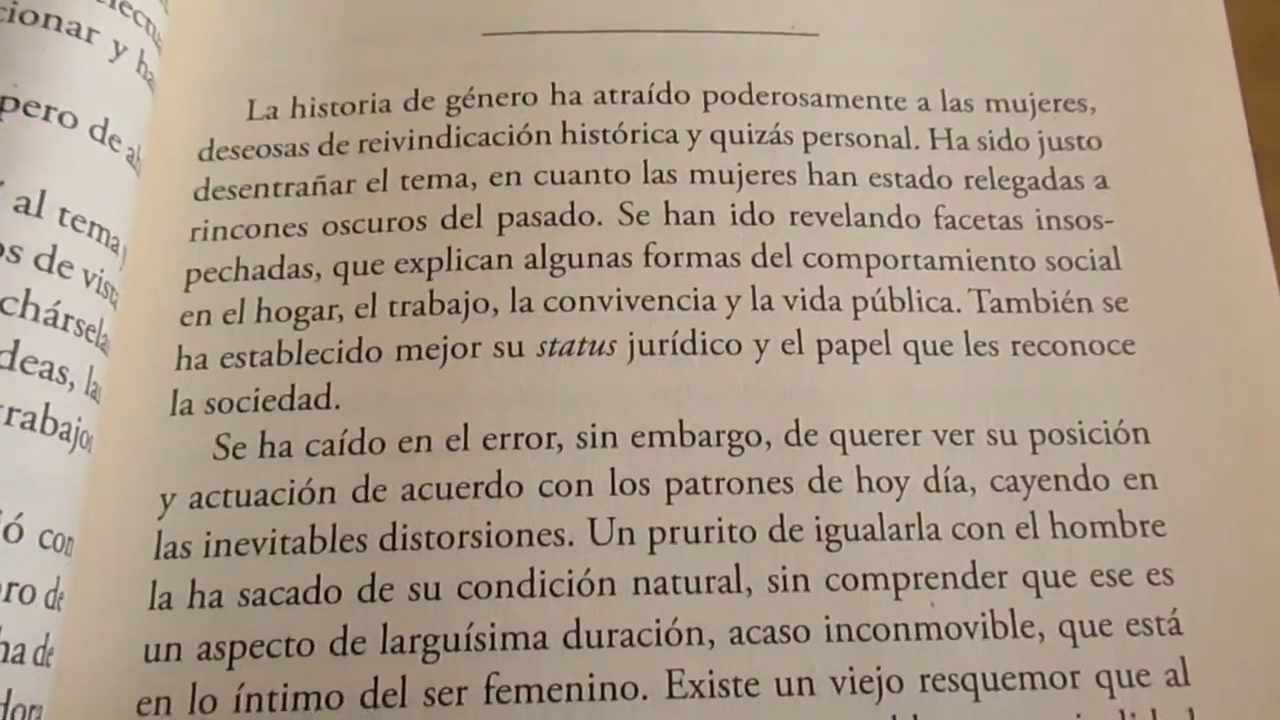 cionar y
pero de
al tema
de
deas,
La historia de género ha atraído poderosamente a las mujeres,
deseosas de reivindicación histórica y quizás personal. Ha sido justo
desentrañar el tema, en cuanto las mujeres han estado relegadas a
rincones oscuros del pasado. Se han ido revelando facetas insos-
pechadas, que explican algunas formas del comportamiento social
en el hogar, el trabajo, la convivencia y la vida pública. También se
ha establecido mejor su status jurídico y el papel que les reconoce
la sociedad.
Se ha caído en el error, sin embargo, de querer ver su posición
y actuación de acuerdo con los patrones de hoy día, cayendo en
las inevitables distorsiones. Un prurito de igualarla con el hombre
la ha sacado de su condición natural, sin comprender que ese es
un aspecto de larguísima duración, acaso inconmovible, que está
en lo íntimo del ser femenino. Existe un viejo resquemor que al